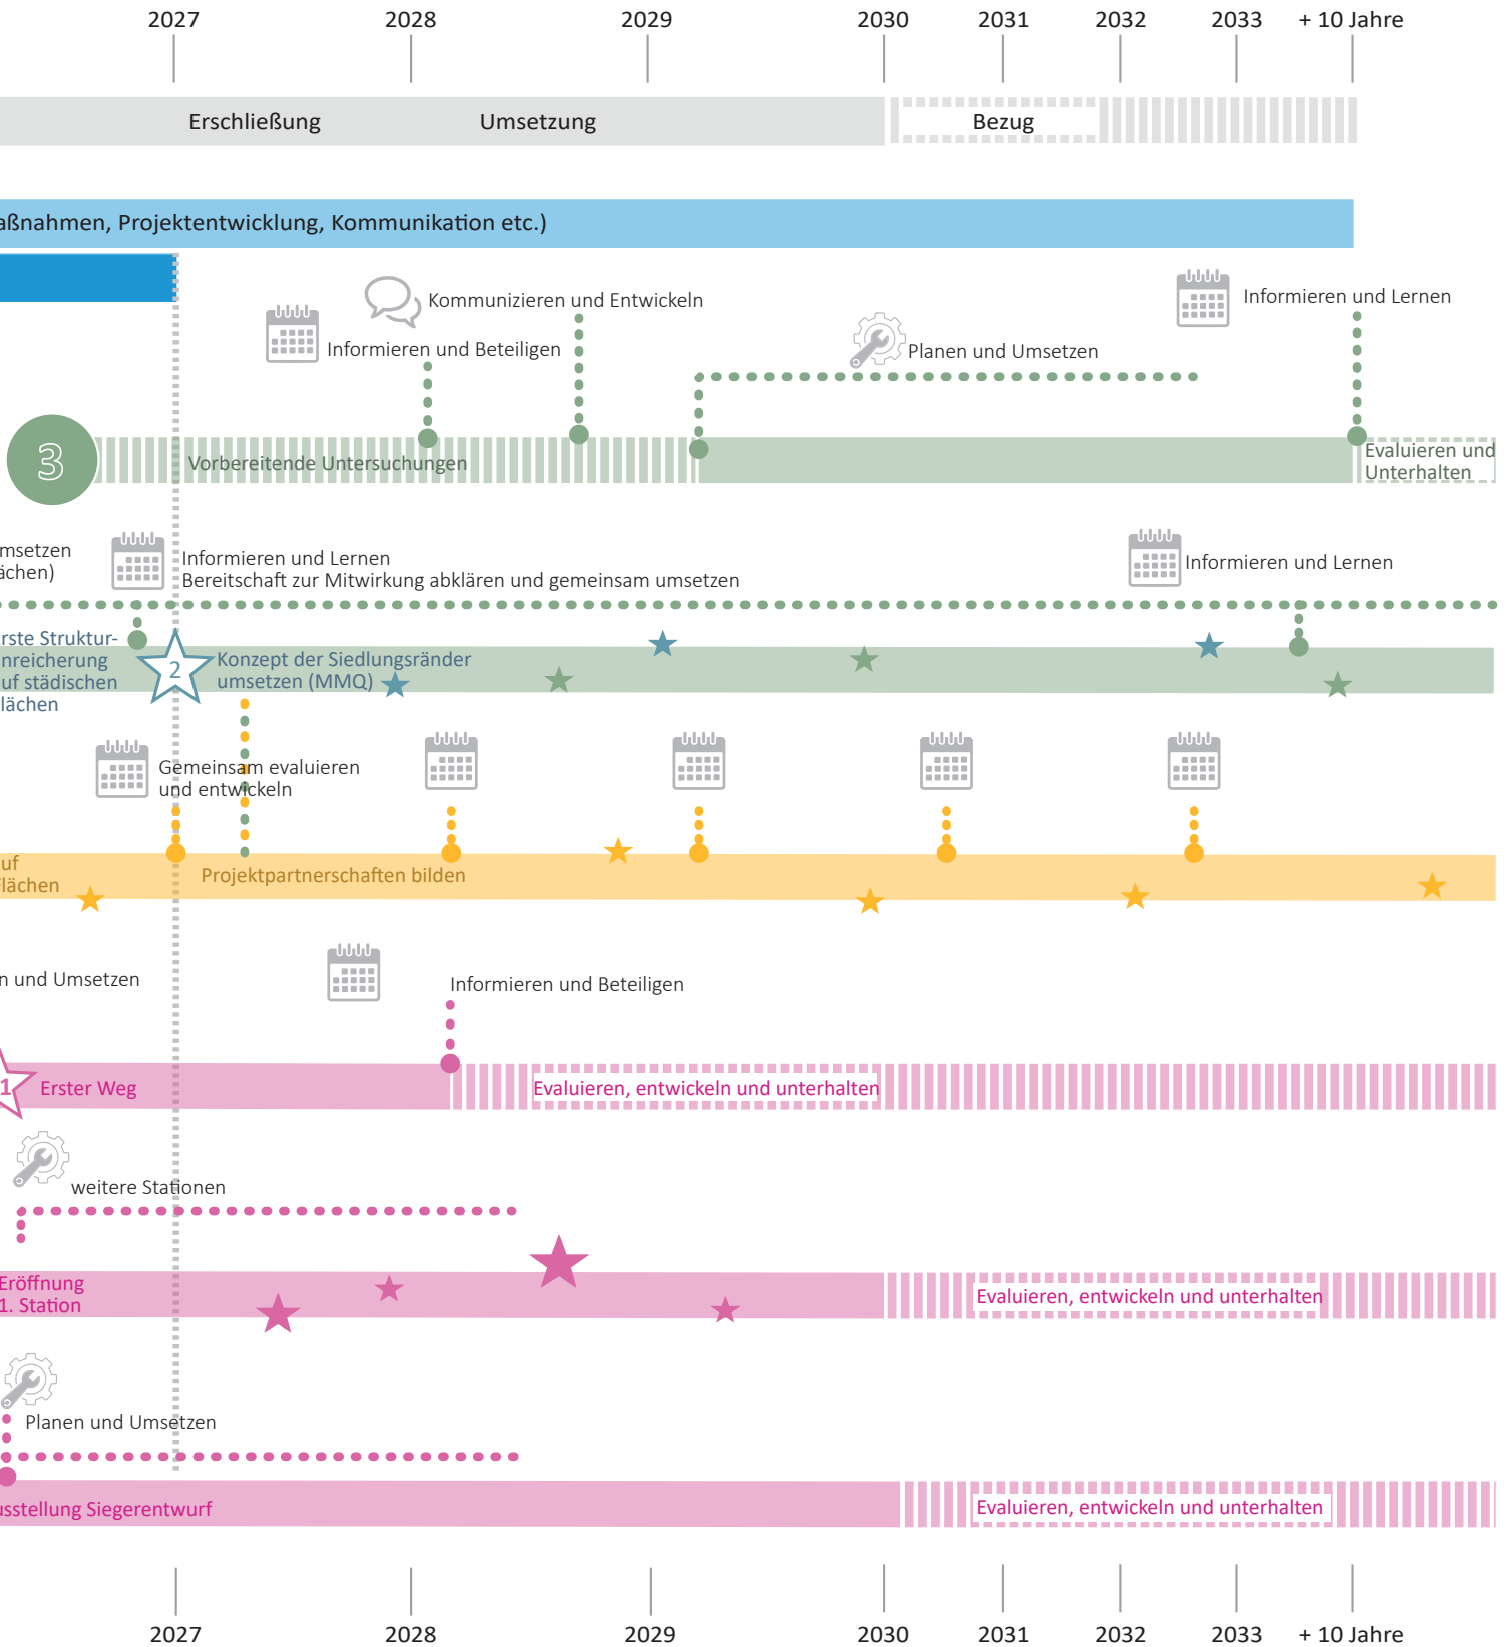 2027 2028 2029 2030 2031 2032 2033 + 10 Jahre
Erschließung Umsetzung Bezug
aßnahmen, Projektentwicklung, Kommunikation etc.)
Kommunizieren und Entwickeln
Informieren und Lernen
Informieren und Beteiligen
Planen und Umsetzen
3
Vorbereitende Untersuchungen
Evaluieren und
Unterhalten
msetzen
ächen)
Informieren und Lernen
Bereitschaft zur Mitwirkung abklären und gemeinsam umsetzen
Informieren und Lernen
rste Struktur-
nreicherung
uf städischen
lächen
2
Konzept der Siedlungsränder
umsetzen (MMQ)
Gemeinsam evaluieren
und entwickeln
uf
lächen
Projektpartnerschaften bilden
n und Umsetzen
Informieren und Beteiligen
1
Erster Weg
Evaluieren, entwickeln und unterhalten
weitere Stationen
Eröffnung
1. Station
Evaluieren, entwickeln und unterhalten
Planen und Umsetzen
usstellung Siegerentwurf
Evaluieren, entwickeln und unterhalten
2027 2028 2029 2030 2031 2032 2033 + 10 Jahre